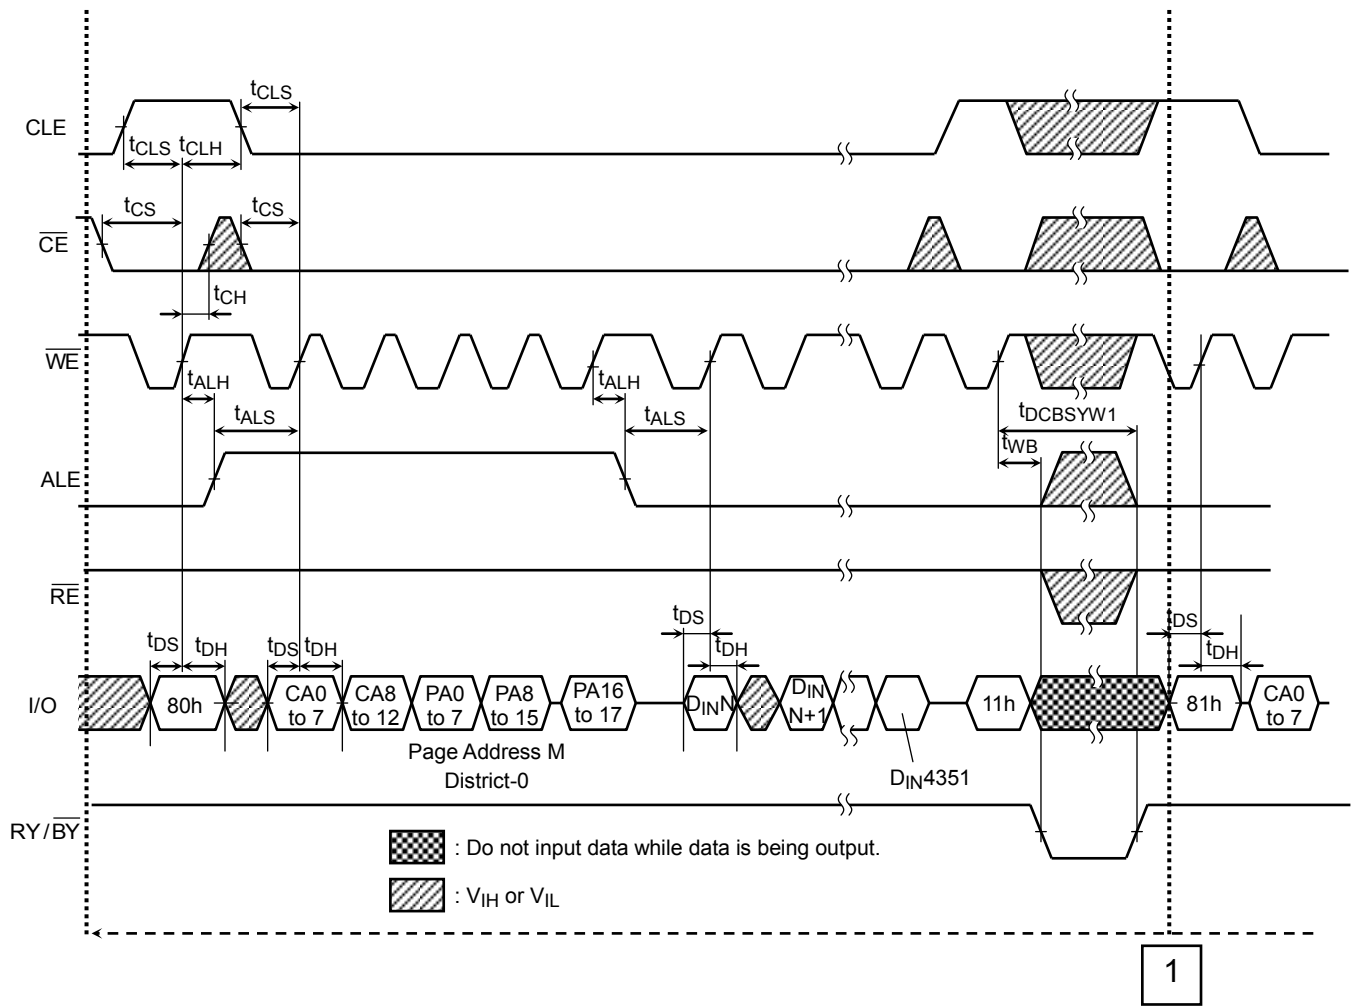 tCLS
CLE
tCLS tCLH
tCS tCS
CE
tCH
WE
tALH tALH
tALS tALS tDCBSYW1
tWB
ALE
RE
tDS tDH tDS tDH tDS tDH DS tDH
I/O 80h CA0 to 7 CA8 to 12 PA0 to 7 PA8 to 15 PA16 to 17 DINN DIN N+1 11h 81h CA0 to 7
Page Address M
District-0
DIN4351
RY/BY
: Do not input data while data is being output.
: VIH or VIL
1